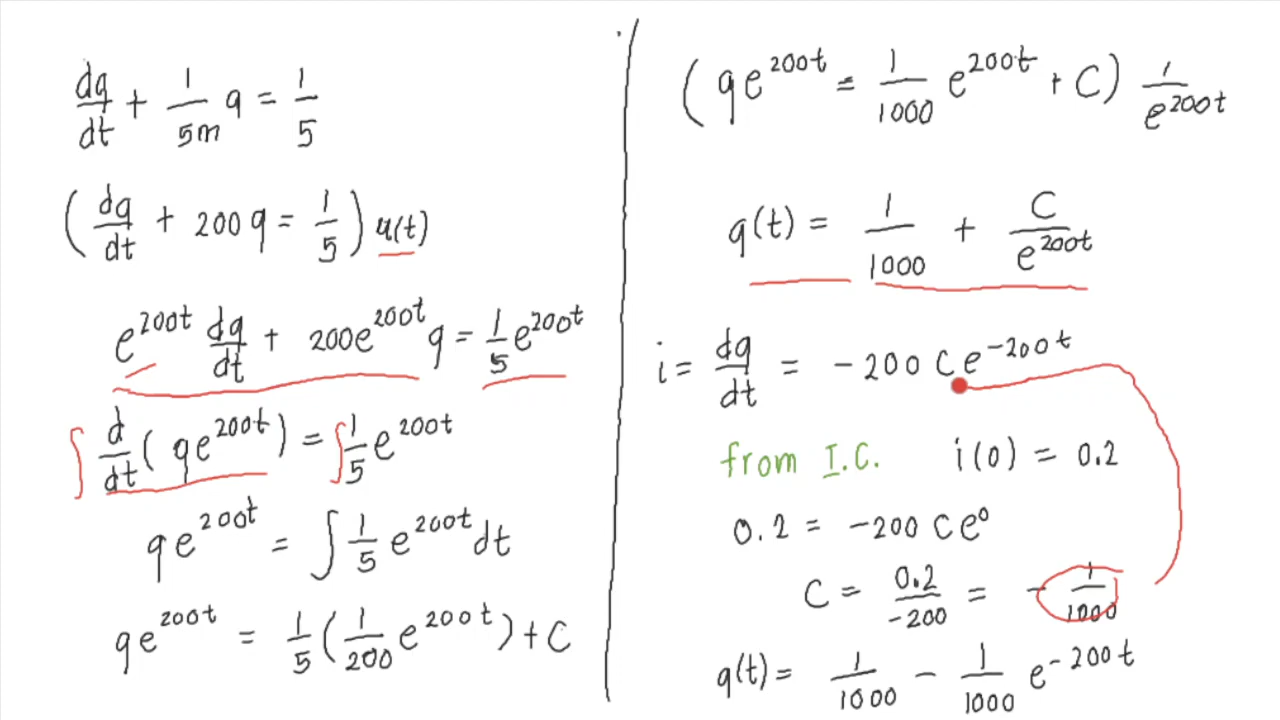 dq/dt + 1/5m q = 1/5
(dq/dt + 200q = 1/5) u(t)
e^200t dq/dt + 200e^200t q = 1/5 e^200t
∫ d/dt (qe^200t) = ∫ 1/5 e^200t
qe^200t = ∫ 1/5 e^200t dt
qe^200t = 1/5 (1/200 e^200t) + C
(qe^200t = 1/1000 e^200t + C) 1/e^200t
q(t) = 1/1000 + C/e^200t
i = dq/dt = -200 Ce^-200t
from I.C. i(0) = 0.2
0.2 = -200 Ce^0
C = 0.2/-200 = - 1/1000
q(t) = 1/1000 - 1/1000 e^-200t